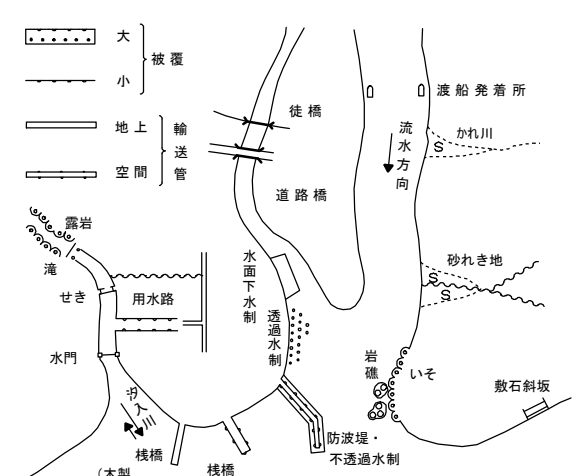 大
被覆
小
地上
輸送管
空間
徒橋
道路橋
渡船発着所
流水方向
かれ川
S
露岩
滝
せき
用水路
水門
水面下水制
透過水制
砂れき地
S
S
岩礁
いそ
敷石斜坂
汐入川
防波堤・
不透過水制
桟橋
桟橋
(木製